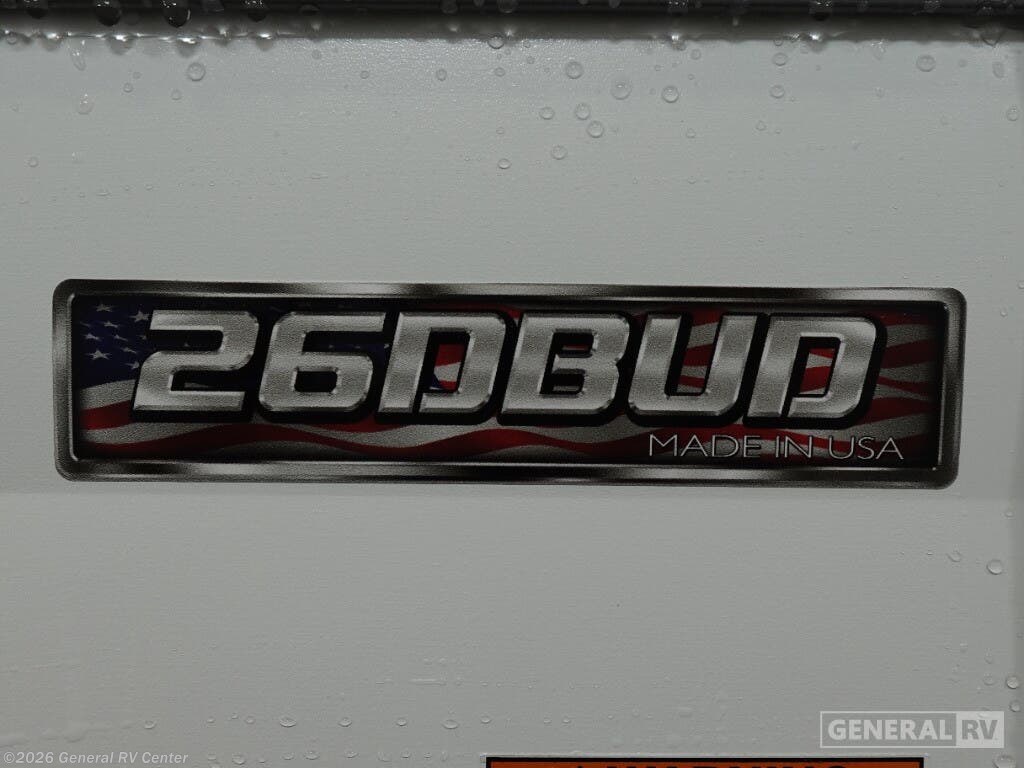 26DBUD
MADE IN USA
GENERAL RV
©2026 General RV Center